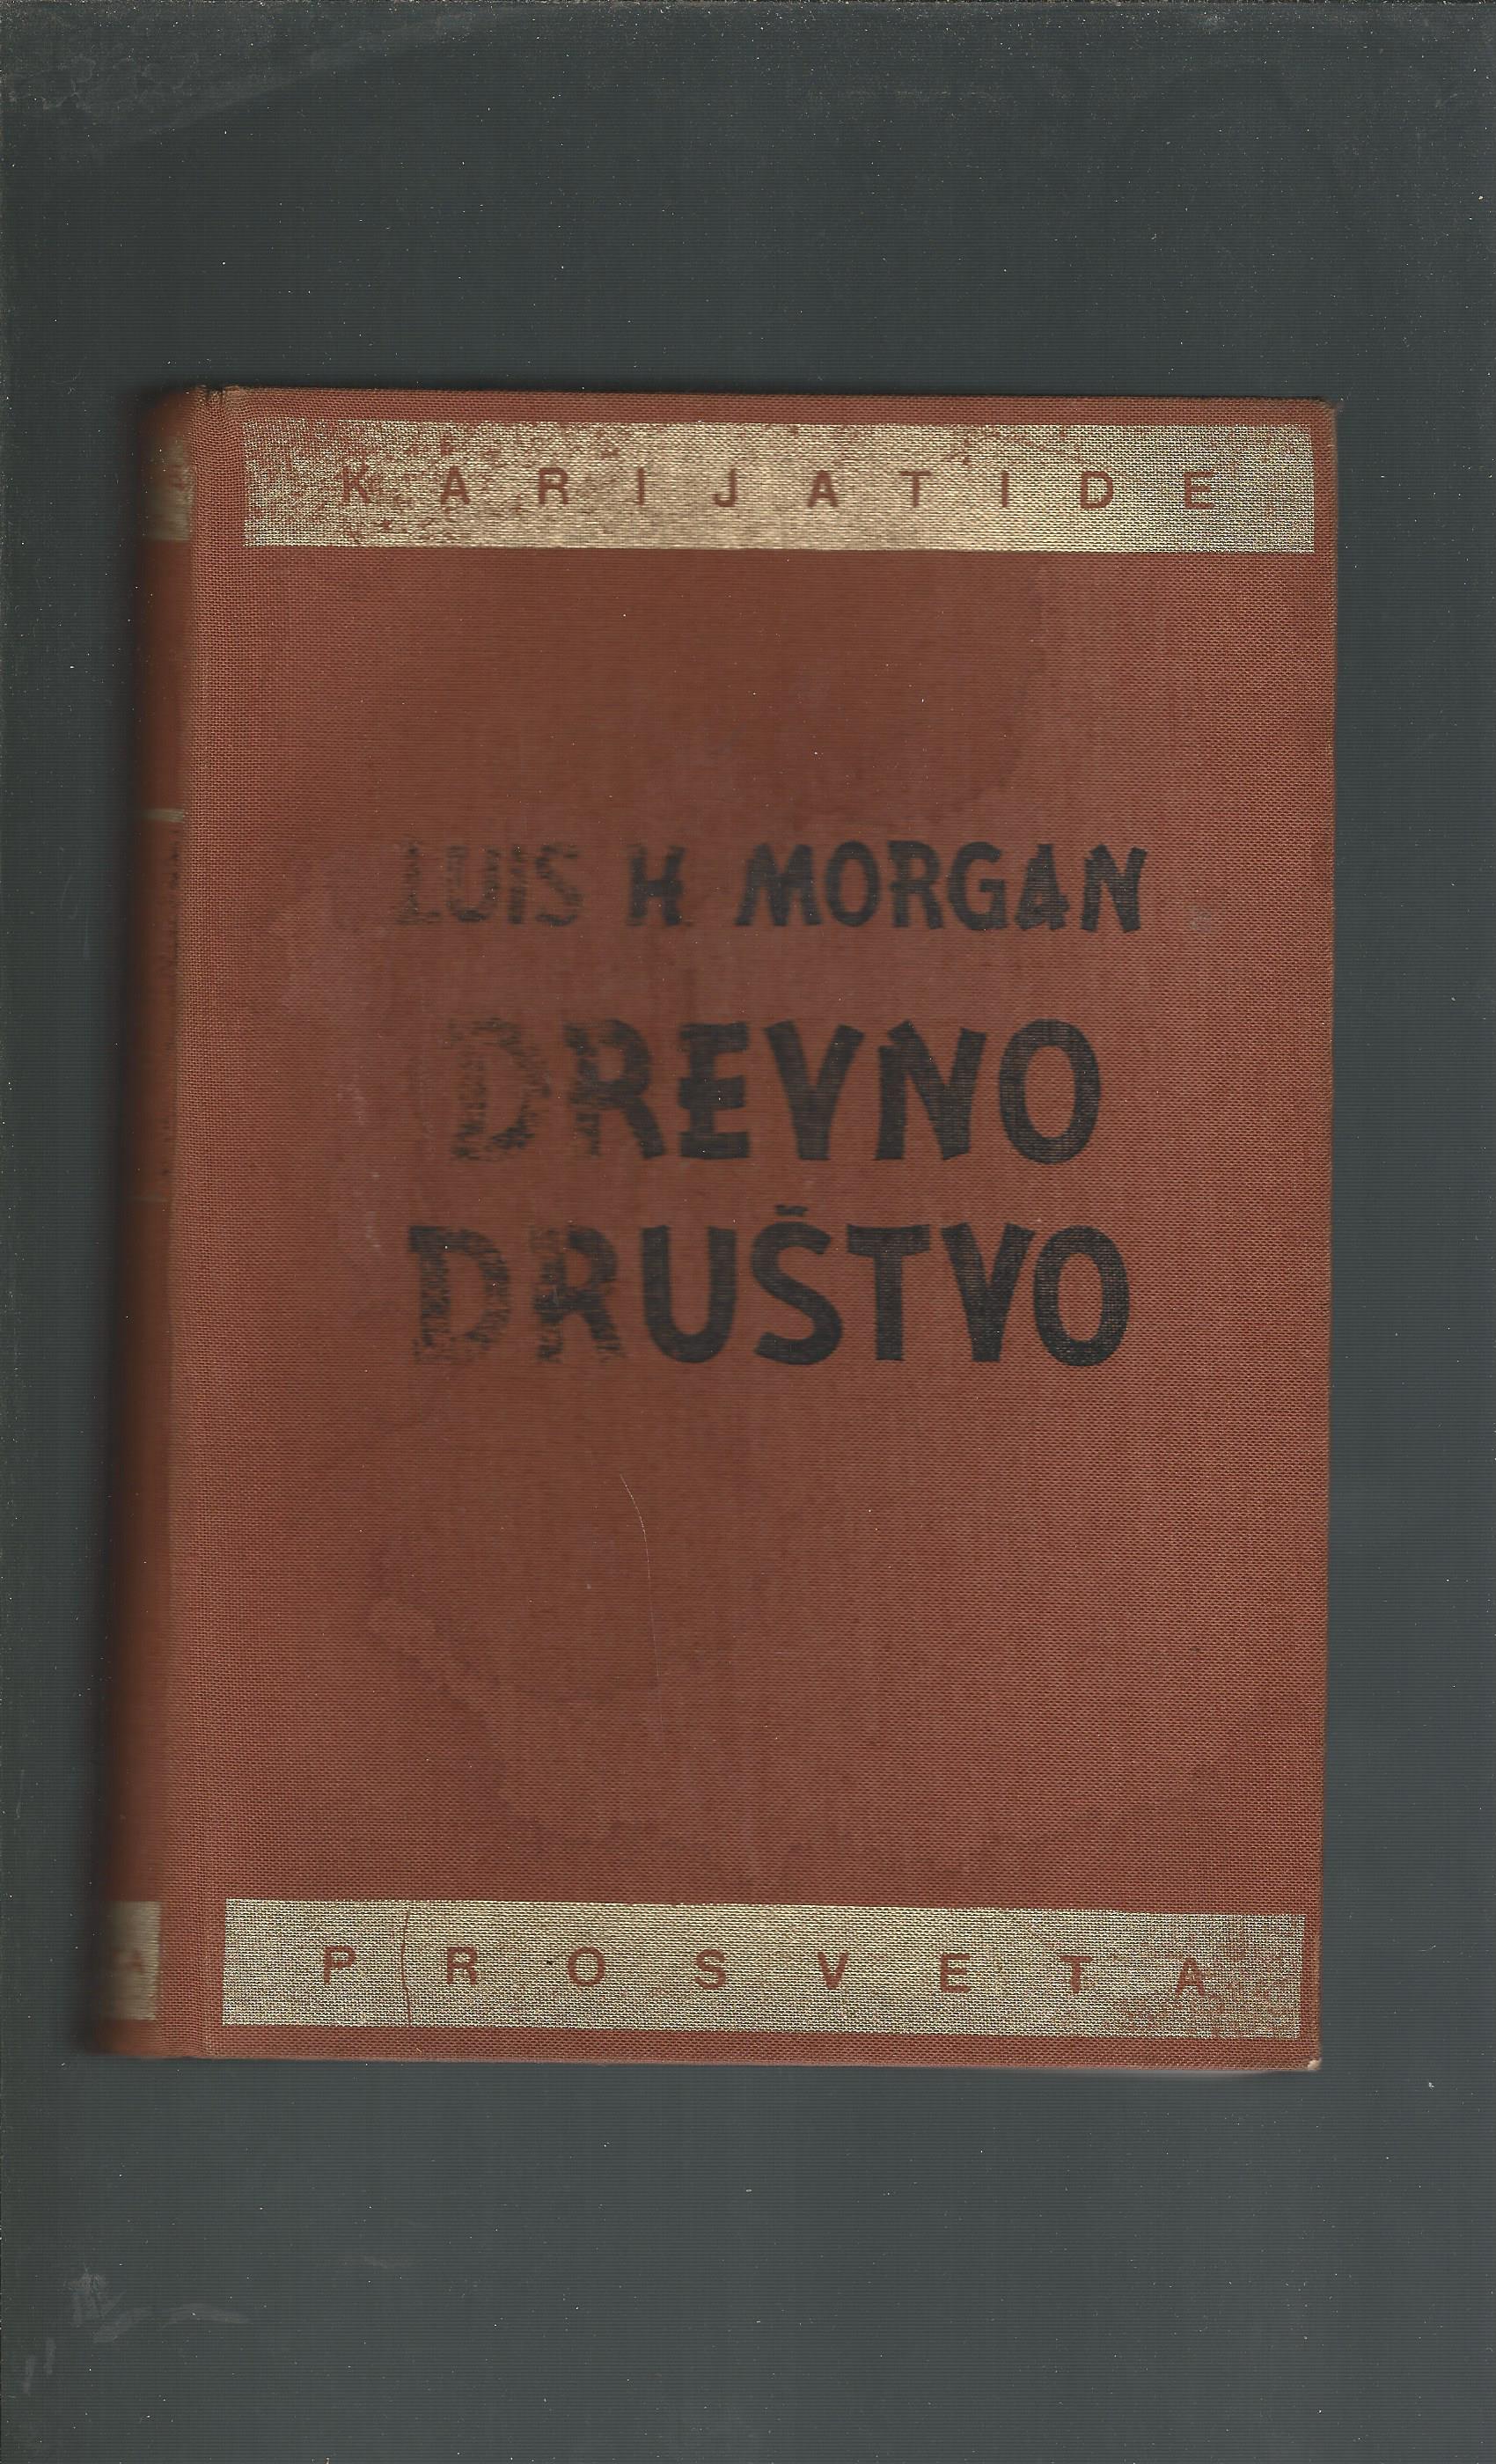 KARIJATIDE
LUIS H. MORGAN
DREVNO
DRUŠTVO
PROSVETA